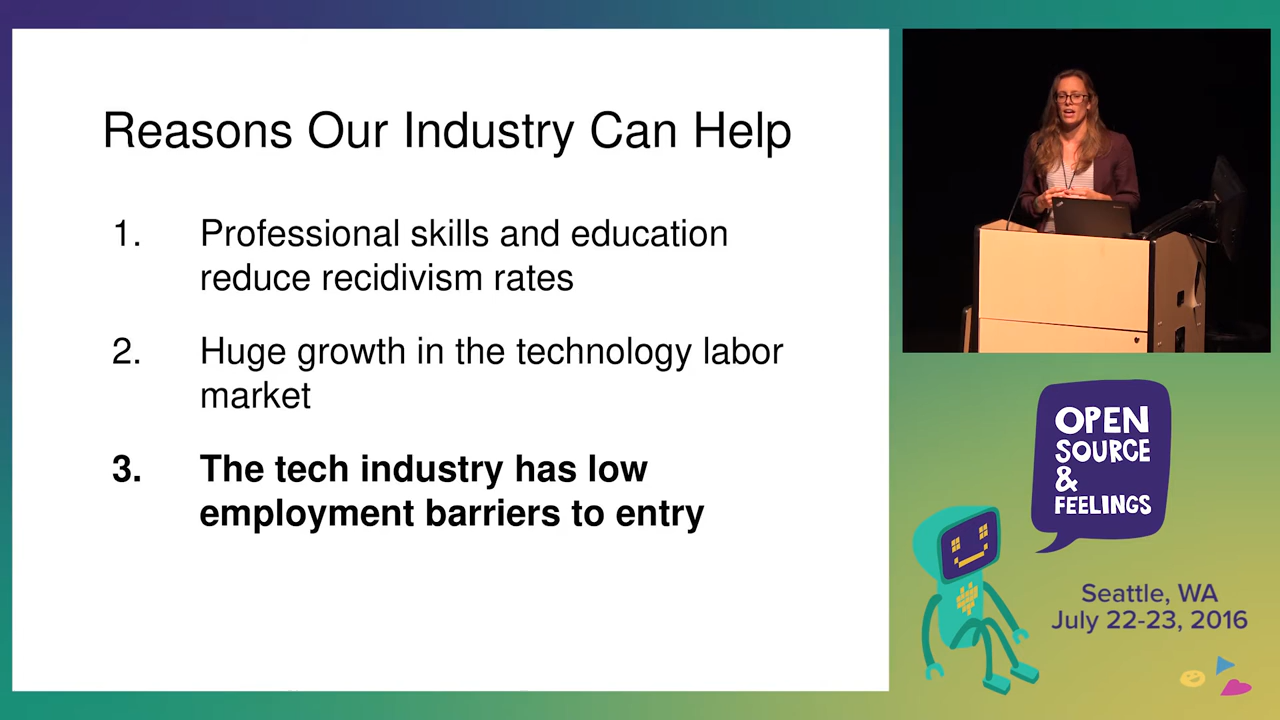 Reasons Our Industry Can Help
1. Professional skills and education
reduce recidivism rates
2. Huge growth in the technology labor
market
3. The tech industry has low
employment barriers to entry
OPEN
SOURCE
&
FEELINGS
Seattle, WA
July 22-23, 2016